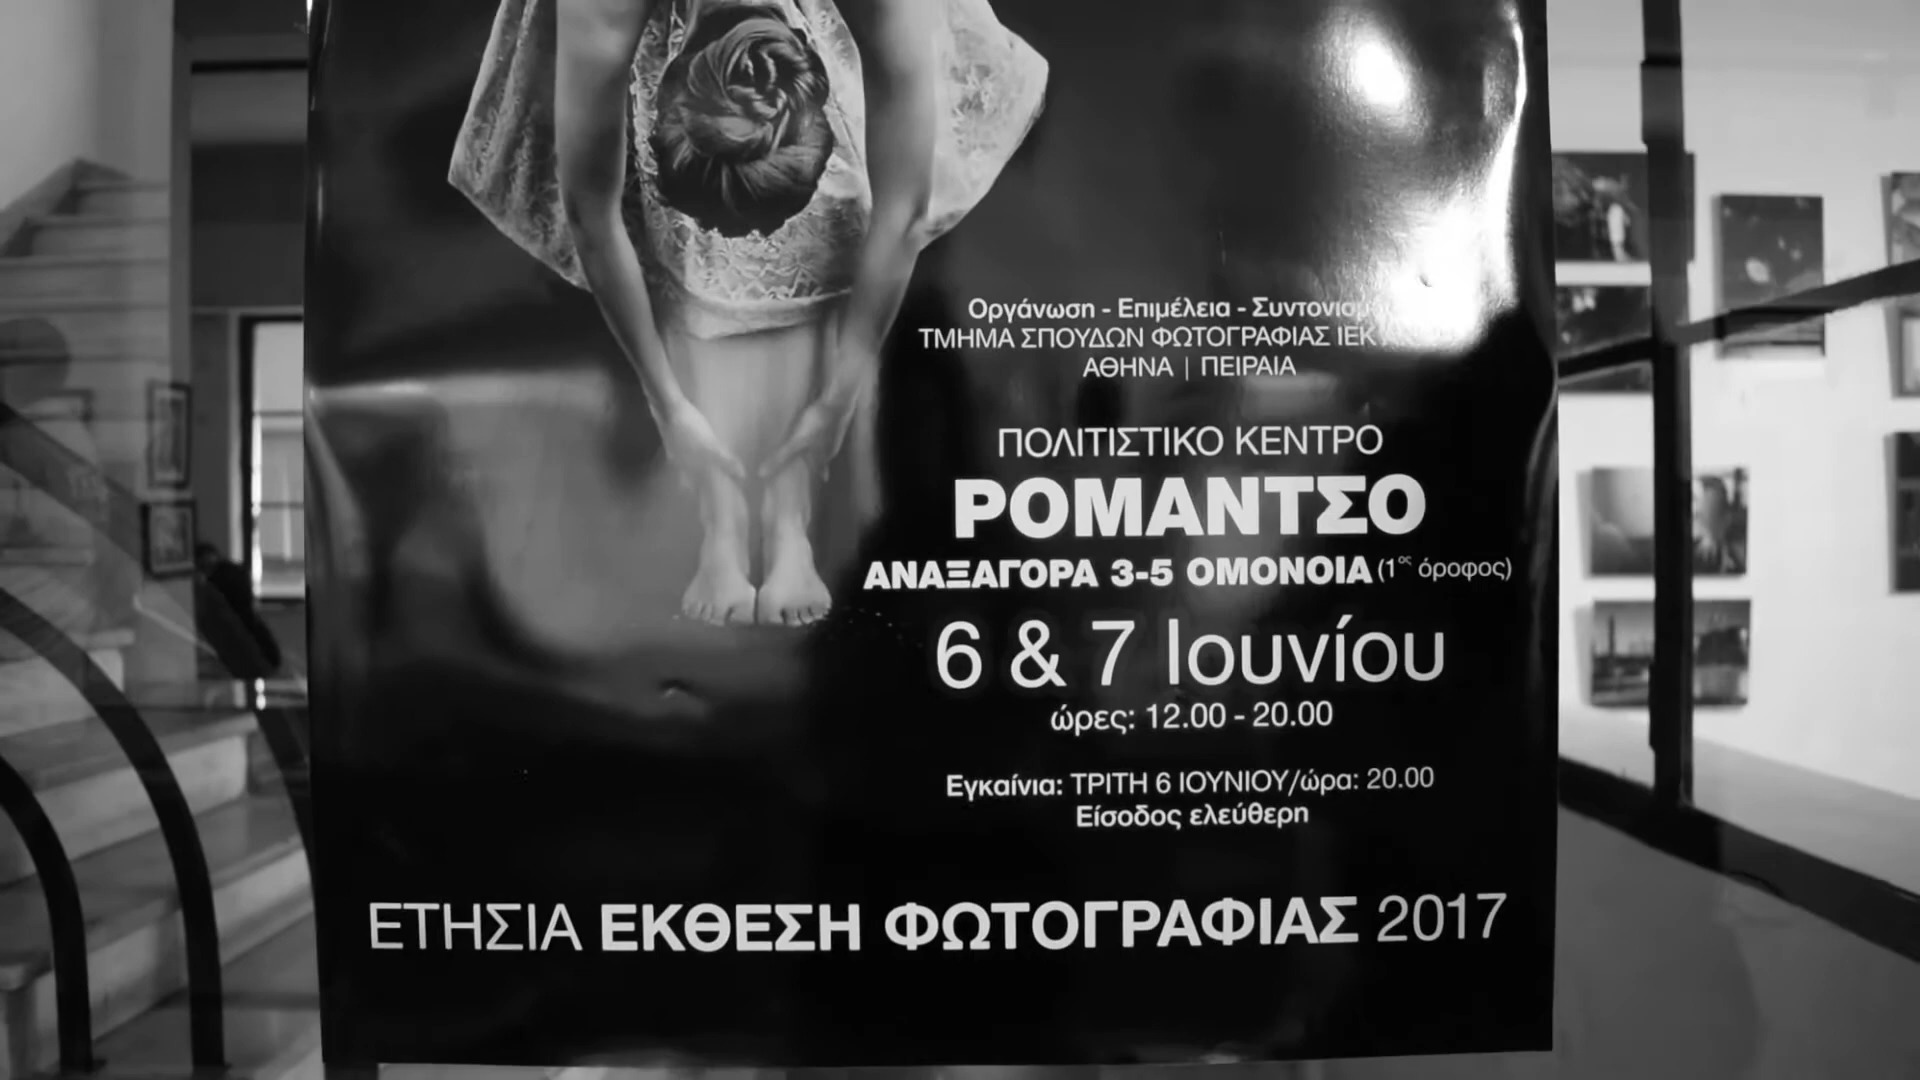 Οργάνωση - Επιμέλεια -
ΤΜΗΜΑ ΣΠΟΥΔΩΝ ΦΩΤΟΓΡΑΦΙΑΣ ΙΕΚ
ΑΘΗΝΑ | ΠΕΙΡΑΙΑ
ΠΟΛΙΤΙΣΤΙΚΟ ΚΕΝΤΡΟ
ΡΟΜΑΝΤΣΟ
ΑΝΑΞΑΓΟΡΑ 3-5 ΟΜΟΝΟΙΑ (1ος όροφος)
6 & 7 Ιουνίου
ώρες: 12.00 - 20.00
Εγκαίνια: ΤΡΙΤΗ 6 ΙΟΥΝΙΟΥ/ώρα: 20.00
Είσοδος ελεύθερη
ΕΤΗΣΙΑ ΕΚΘΕΣΗ ΦΩΤΟΓΡΑΦΙΑΣ 2017